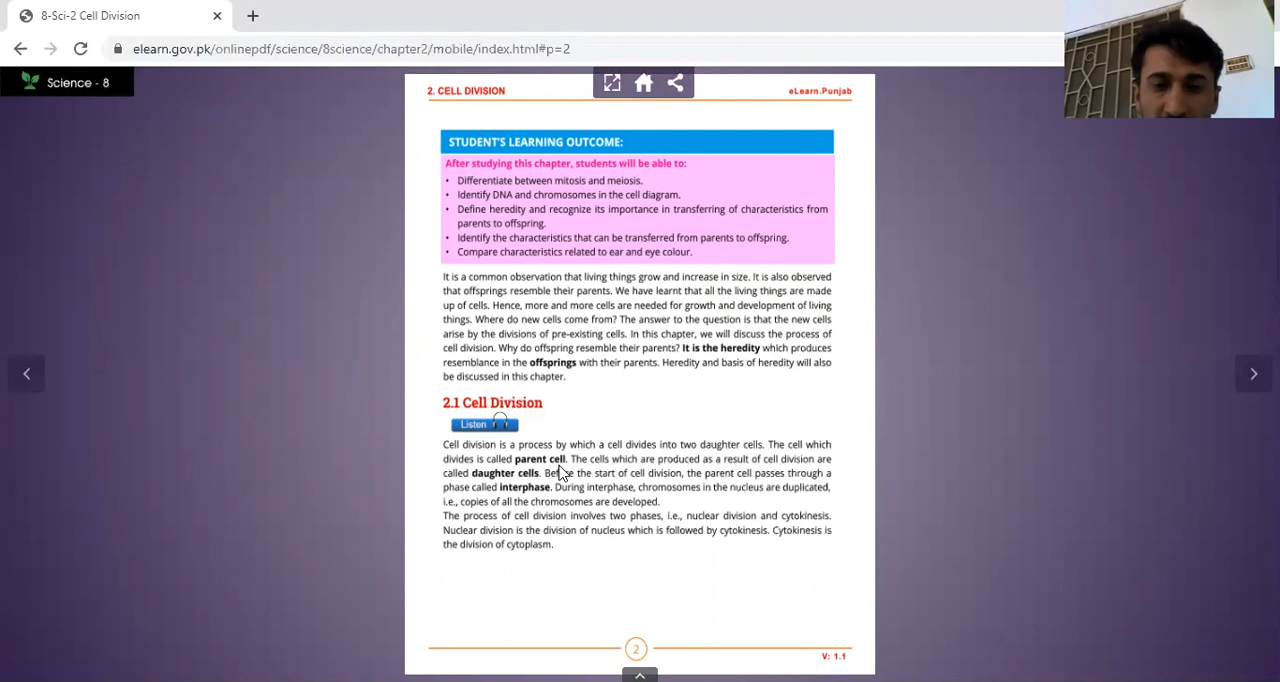 8-Sci-2 Cell Division
elearn.gov.pk/onlinepdf/science/8science/chapter2/mobile/index.html#p=2
Science - 8
2. CELL DIVISION
eLearn.Punjab
STUDENT'S LEARNING OUTCOME:
After studying this chapter, students will be able to:
• Differentiate between mitosis and meiosis.
• Identify DNA and chromosomes in the cell diagram.
• Define heredity and recognize its importance in transferring of characteristics from
parents to offspring.
• Identify the characteristics that can be transferred from parents to offspring.
• Compare characteristics related to ear and eye colour.
It is a common observation that living things grow and increase in size. It is also observed
that offsprings resemble their parents. We have learnt that all the living things are made
up of cells. Hence, more and more cells are needed for growth and development of living
things. Where do new cells come from? The answer to the question is that the new cells
arise by the divisions of pre-existing cells. In this chapter, we will discuss the process of
cell division. Why do offspring resemble their parents? It is the heredity which produces
resemblance in the offsprings with their parents. Heredity and basis of heredity will also
be discussed in this chapter.
2.1 Cell Division
Listen
Cell division is a process by which a cell divides into two daughter cells. The cell which
divides is called parent cell. The cells which are produced as a result of cell division are
called daughter cells. Before the start of cell division, the parent cell passes through a
phase called interphase. During interphase, chromosomes in the nucleus are duplicated,
i.e., copies of all the chromosomes are developed.
The process of cell division involves two phases, i.e., nuclear division and cytokinesis.
Nuclear division is the division of nucleus which is followed by cytokinesis. Cytokinesis is
the division of cytoplasm.
2
V: 1.1